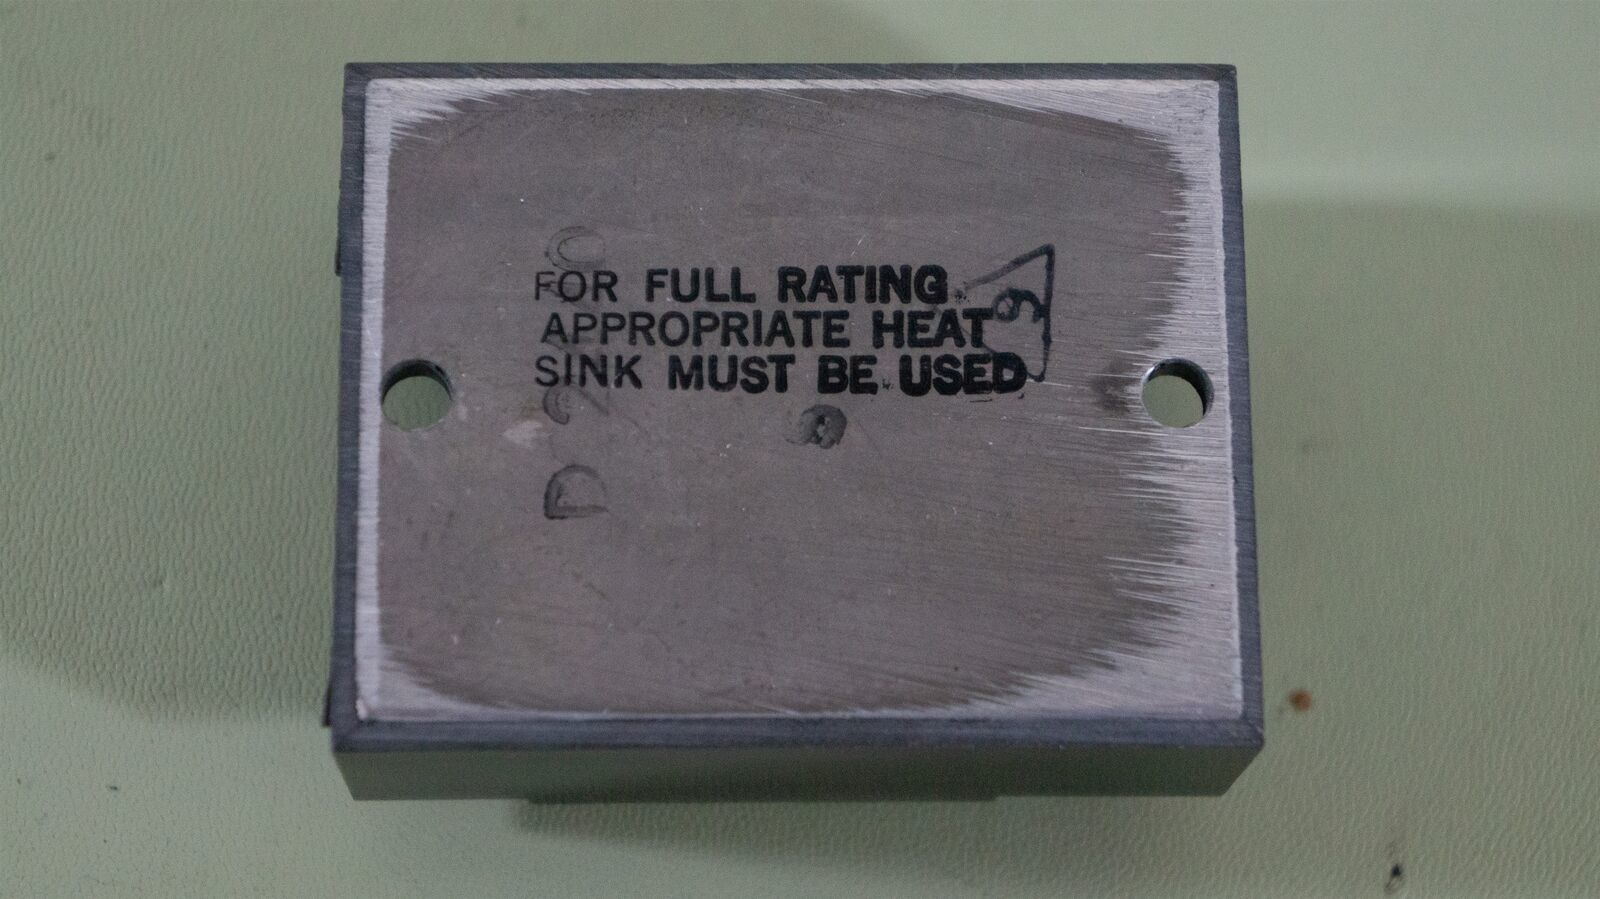 FOR FULL RATING
APPROPRIATE HEAT
SINK MUST BE USED